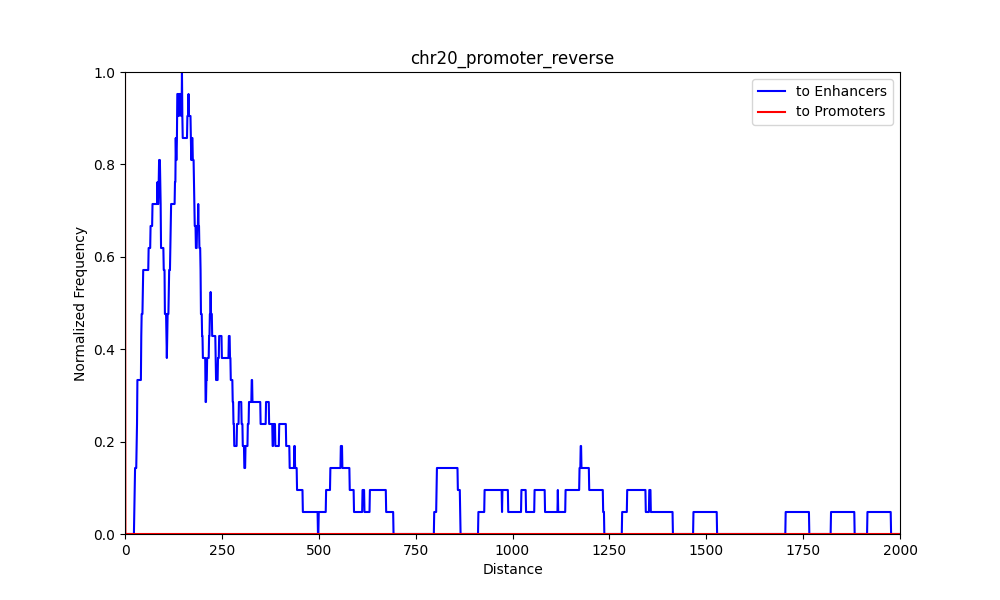 chr20_promoter_reverse
to Enhancers
to Promoters
Normalized Frequency
1.0
0.8
0.6
0.4
0.2
0.0
0 250 500 750 1000 1250 1500 1750 2000
Distance